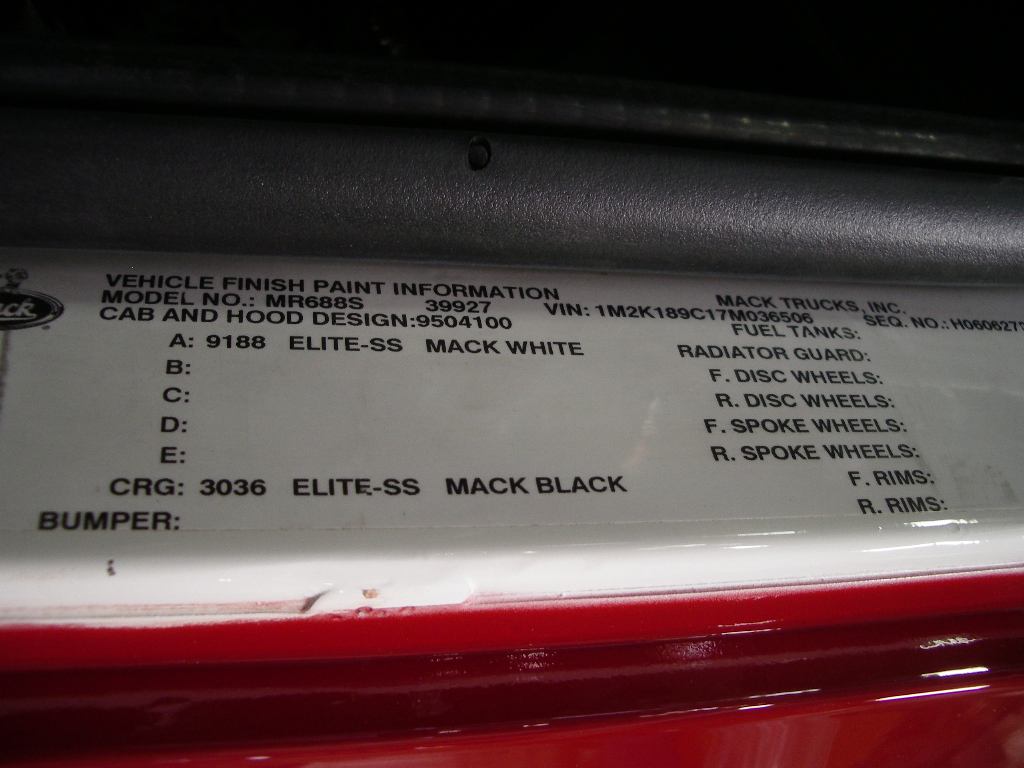 VEHICLE FINISH PAINT INFORMATION MACK TRUCKS, INC.
MODEL NO.: MR688S 39927 VIN: 1M2K189C17M036506 SEQ. NO.:
CAB AND HOOD DESIGN:9504100 FUEL TANKS:
A: 9188 ELITE-SS MACK WHITE RADIATOR GUARD:
B: F. DISC WHEELS:
C: R. DISC WHEELS:
D: F. SPOKE WHEELS:
E: R. SPOKE WHEELS:
CRG: 3036 ELITE-SS MACK BLACK F. RIMS:
BUMPER: R. RIMS: